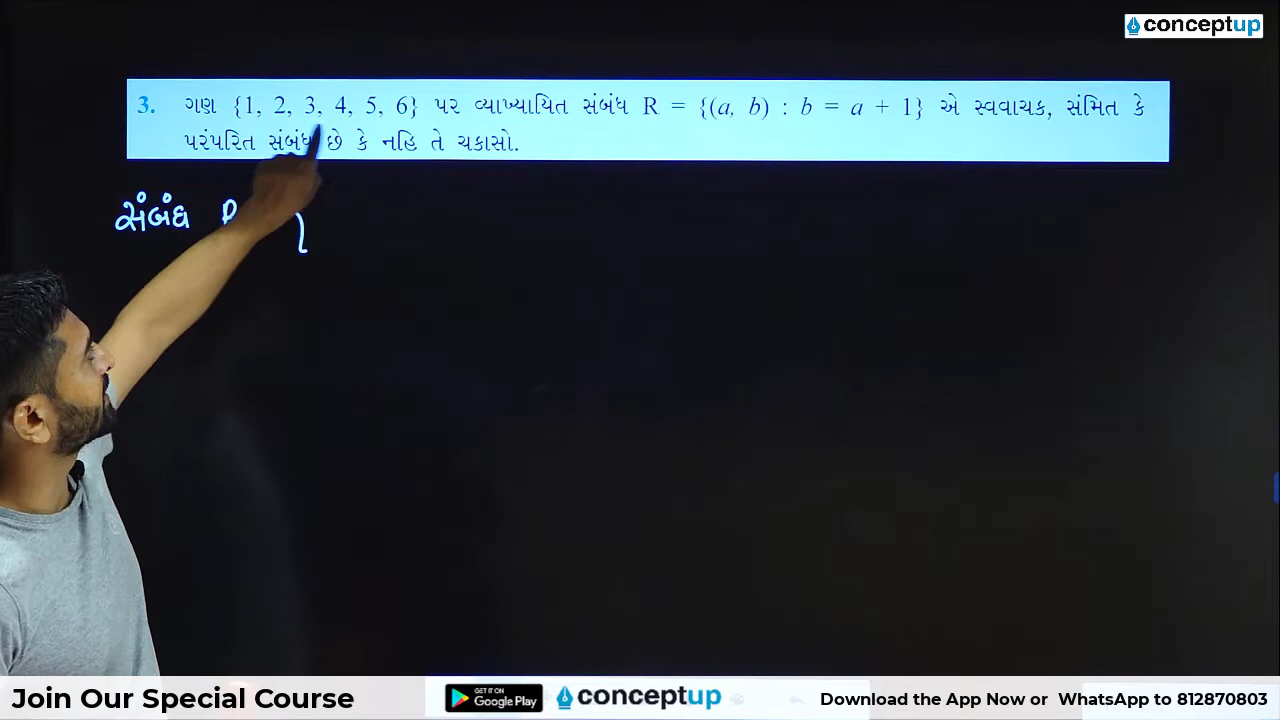 conceptup
3. ગણ {1, 2, 3, 4, 5, 6} પર વ્યાખ્યાયિત સંબંધ R = {(a, b) : b = a + 1} એ સ્વવાચક, સંમિત કે
પરંપરિત સંબંધ છે કે નહિ તે ચકાસો.
સંબંધ R {
Join Our Special Course
GET IT ON
Google Play
conceptup
Download the App Now or WhatsApp to 812870803